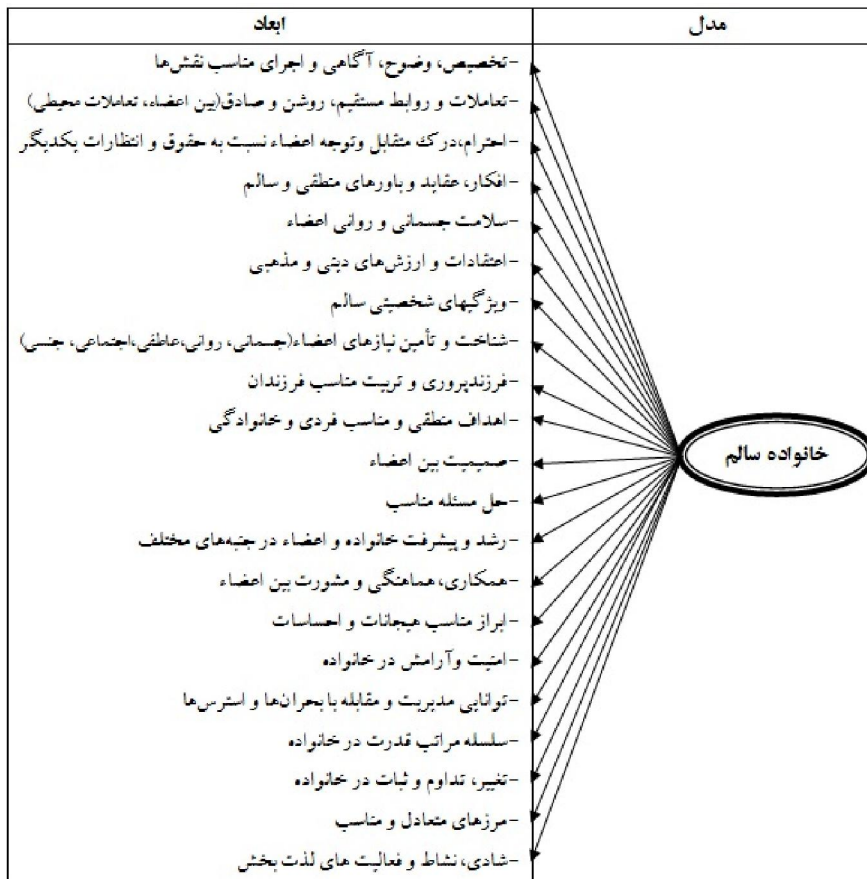 مدل
ابعاد
-تخصیص، وضوح، آگاهی و اجرای مناسب نقش‌ها
-تعاملات و روابط مستقیم، روشن و صادق(بین اعضاء، تعاملات محیطی)
-احترام،درک متقابل وتوجه اعضاء نسبت به حقوق و انتظارات یکدیگر
-افکار، عقاید و باورهای منطقی و سالم
-سلامت جسمانی و روانی اعضاء
-اعتقادات و ارزش‌های دینی و مذهبی
-ویژگیهای شخصیتی سالم
-شناخت و تأمین نیازهای اعضاء(جسمانی، روانی،عاطفی،اجتماعی، جنسی)
-فرزندپروری و تربیت مناسب فرزندان
-اهداف منطقی و مناسب فردی و خانوادگی
خانواده سالم
-صمیمیت بین اعضاء
-حل مسئله مناسب
-رشد و پیشرفت خانواده و اعضاء در جنبه‌های مختلف
-همکاری، هماهنگی و مشورت بین اعضاء
-ابراز مناسب هیجانات و احساسات
-امنیت وآرامش در خانواده
-توانایی مدیریت و مقابله با بحران‌ها و استرس‌ها
-سلسله مراتب قدرت در خانواده
-تغییر، تداوم و ثبات در خانواده
-مرزهای متعادل و مناسب
-شادی، نشاط و فعالیت های لذت بخش